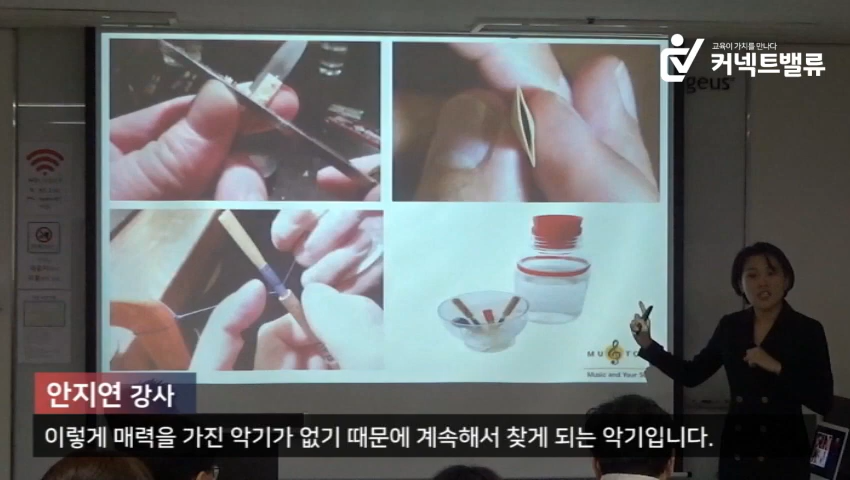 교육이 가치를 만나다
커넥트밸류
geus
MU TO
Music and Your S
안지연 강사
이렇게 매력을 가진 악기가 없기 때문에 계속해서 찾게 되는 악기입니다.